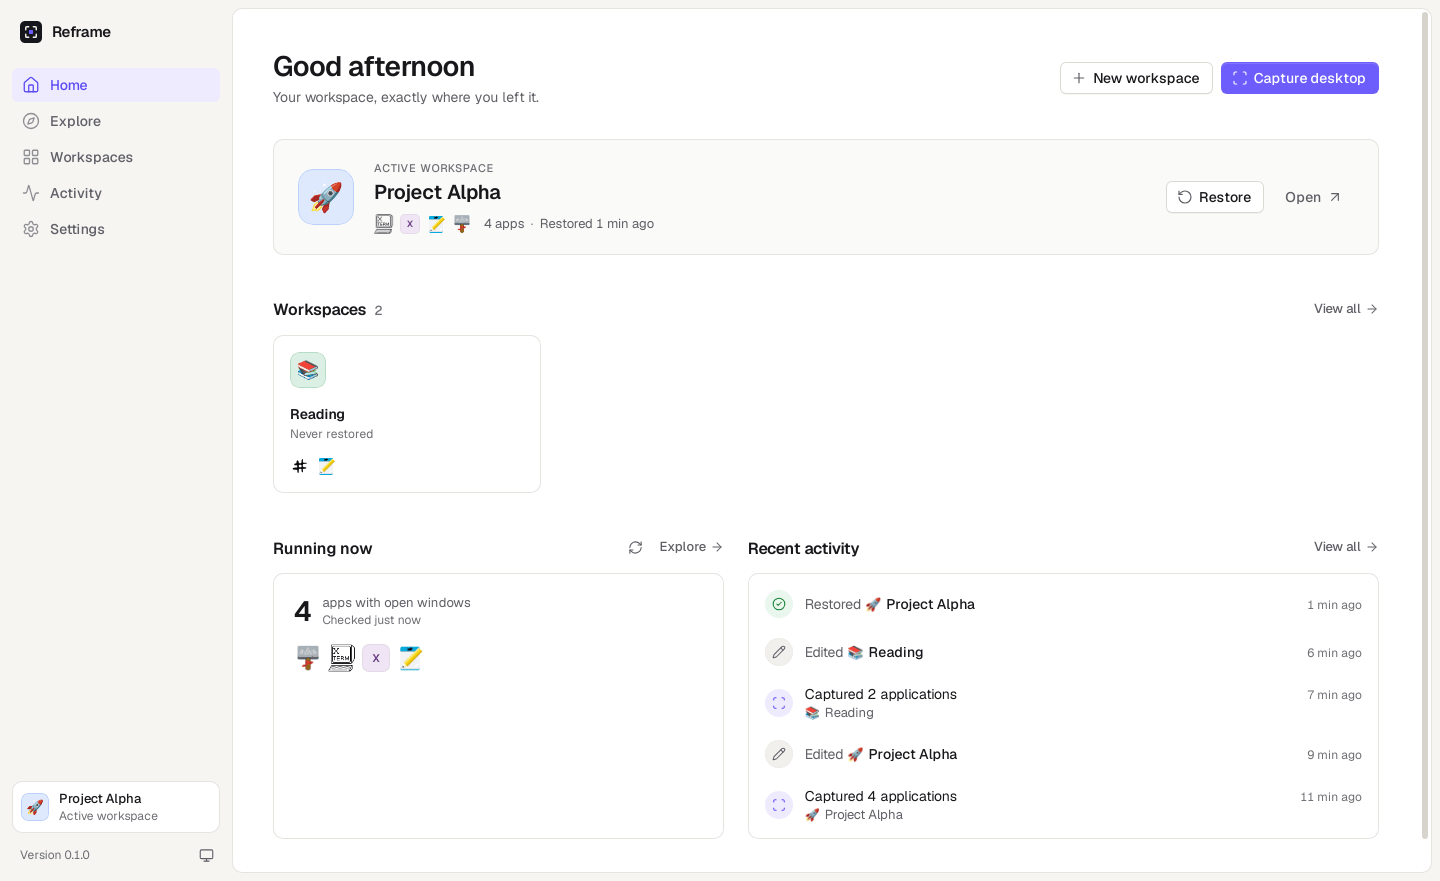 Reframe
Home
Explore
Workspaces
Activity
Settings
Project Alpha
Active workspace
Version 0.1.0
Good afternoon
Your workspace, exactly where you left it.
New workspace
Capture desktop
ACTIVE WORKSPACE
Project Alpha
X
4 apps · Restored 1 min ago
Restore
Open
Workspaces 2
View all
Reading
Never restored
Running now
Explore
4
apps with open windows
Checked just now
X
TERM
X
Recent activity
View all
Restored 🚀 Project Alpha
1 min ago
Edited 📚 Reading
6 min ago
Captured 2 applications
7 min ago
📚 Reading
Edited 🚀 Project Alpha
9 min ago
Captured 4 applications
11 min ago
🚀 Project Alpha